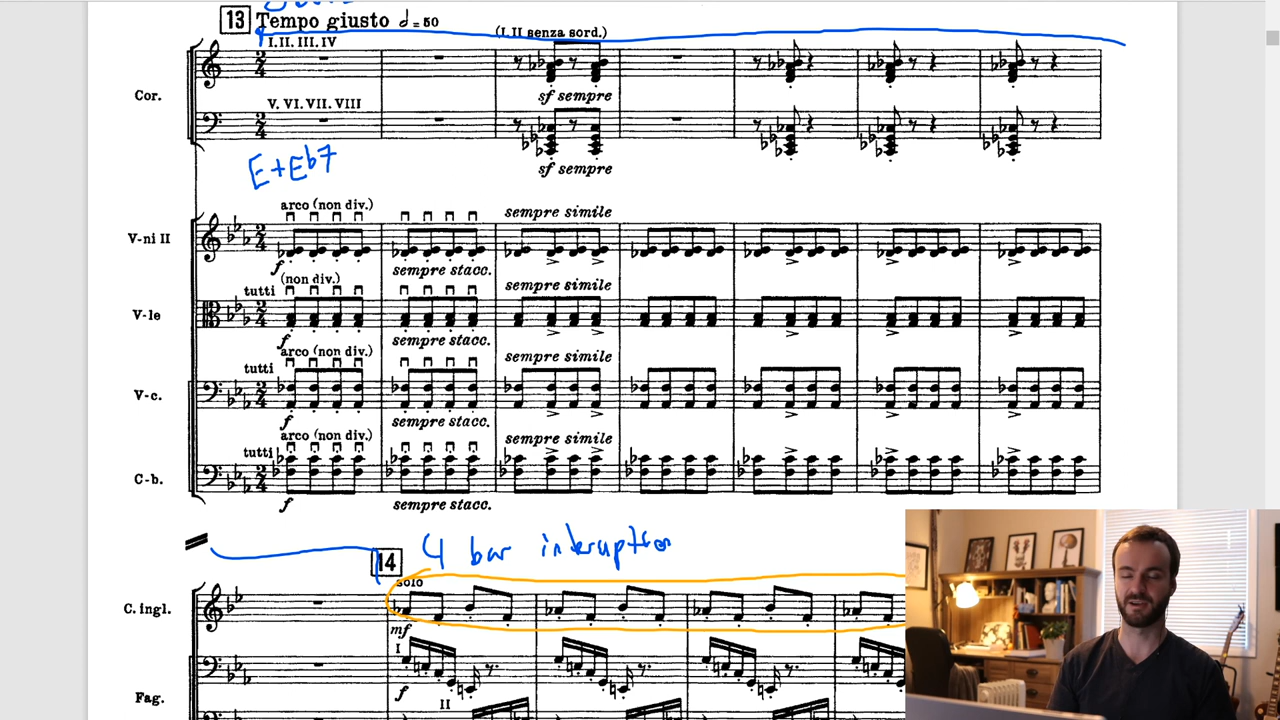 13 Tempo giusto 𝅗𝅥 = 50
I. II. III. IV
(I. II senza sord.)
Cor.
sf sempre
V. VI. VII. VIII
sf sempre
E+Eb7
arco (non div.)
sempre simile
V-ni II
f
sempre stacc.
(non div.)
tutti
sempre simile
V-le
f
sempre stacc.
arco (non div.)
tutti
sempre simile
V-c.
f
sempre stacc.
arco (non div.)
tutti
sempre simile
C-b.
f
sempre stacc.
4 bar interuption
14
solo
C. ingl.
mf
I
f
Fag.
II